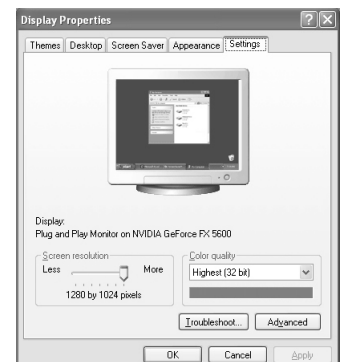 Display Properties
Themes Desktop Screen Saver Appearance Settings
Display:
Plug and Play Monitor on NVIDIA GeForce FX 5600
Screen resolution
Less More
1280 by 1024 pixels
Color quality
Highest (32 bit)
Troubleshoot... Advanced
OK Cancel Apply